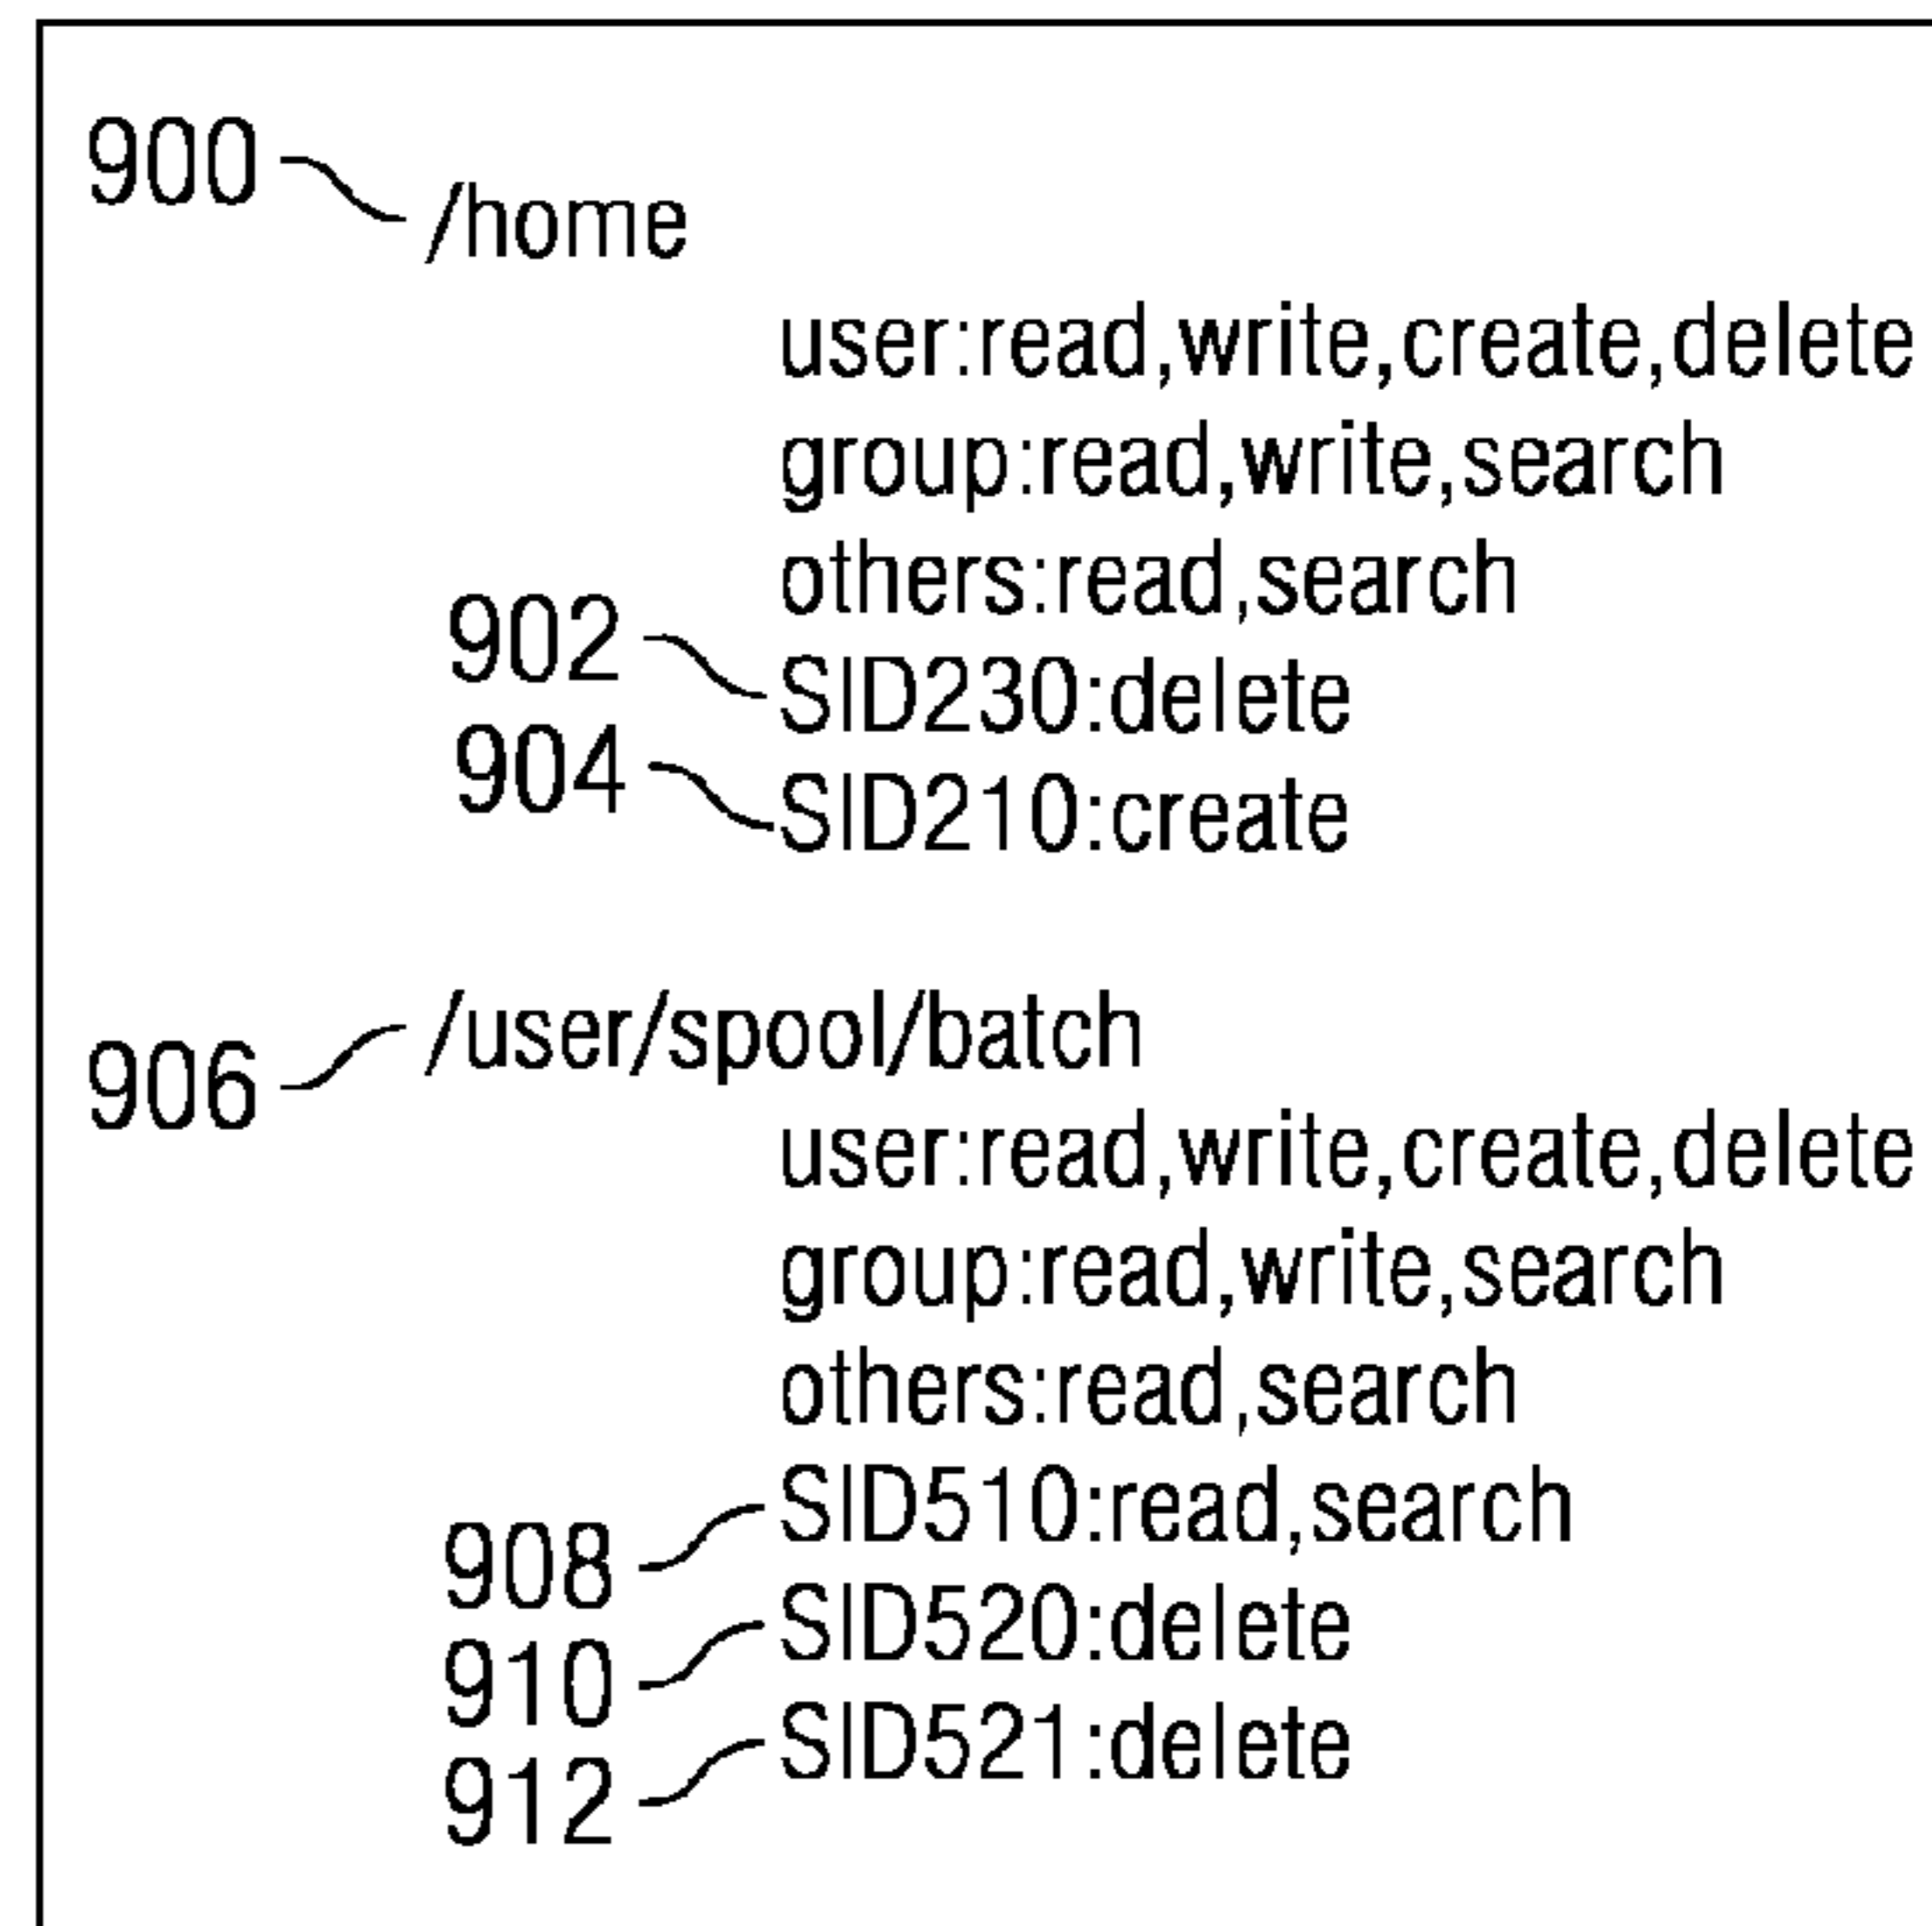 900
/home
user:read,write,create,delete
group:read,write,search
others:read,search
902
SID230:delete
904
SID210:create
/user/spool/batch
906
user:read,write,create,delete
group:read,write,search
others:read,search
SID510:read,search
908
SID520:delete
910
SID521:delete
912